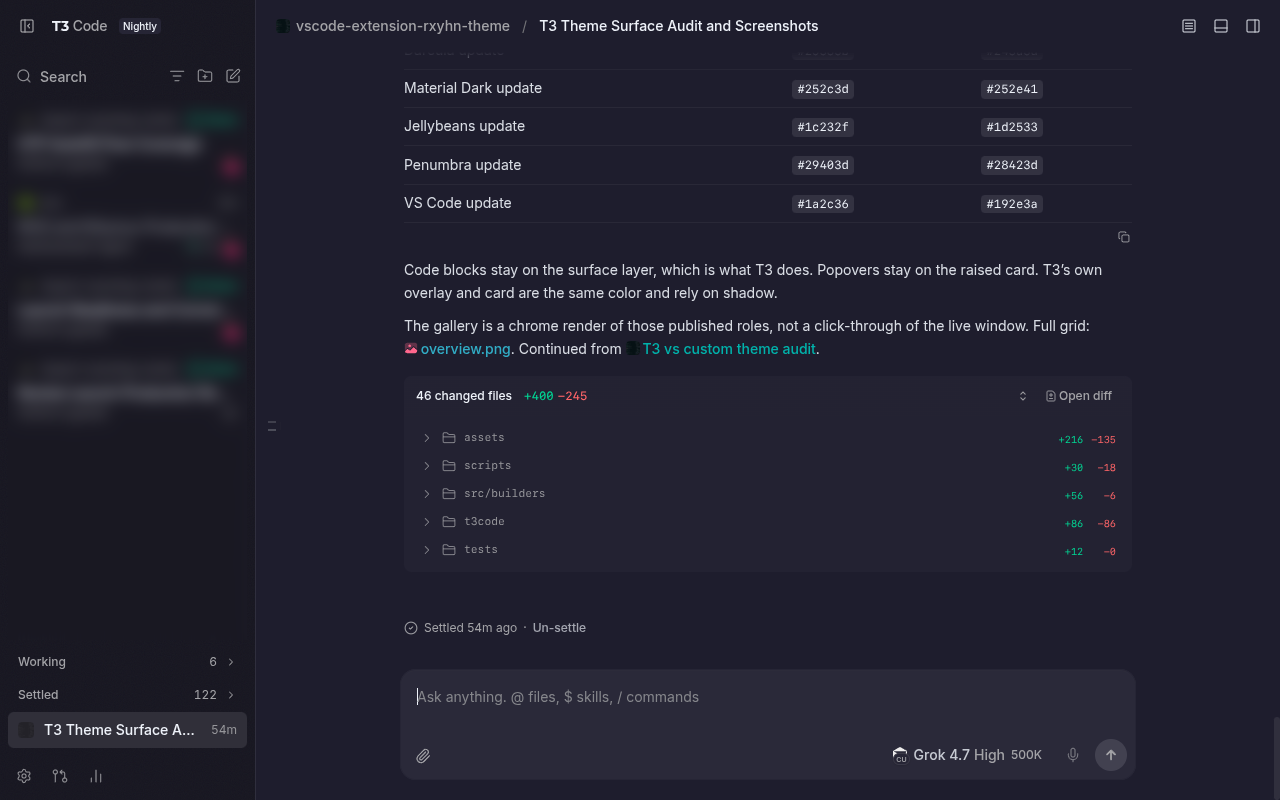 T3 Code Nightly
vscode-extension-rxyhn-theme / T3 Theme Surface Audit and Screenshots
Search
Material Dark update #252c3d #252e41
Jellybeans update #1c232f #1d2533
Penumbra update #29403d #28423d
VS Code update #1a2c36 #192e3a
Code blocks stay on the surface layer, which is what T3 does. Popovers stay on the raised card. T3’s own
overlay and card are the same color and rely on shadow.
The gallery is a chrome render of those published roles, not a click-through of the live window. Full grid:
overview.png. Continued from T3 vs custom theme audit.
46 changed files +400 −245 Open diff
assets +216 −135
scripts +30 −18
src/builders +56 −6
t3code +86 −86
tests +12 −0
Settled 54m ago · Un-settle
Working 6
Settled 122
T3 Theme Surface A... 54m
Ask anything. @ files, $ skills, / commands
CU Grok 4.7 High 500K